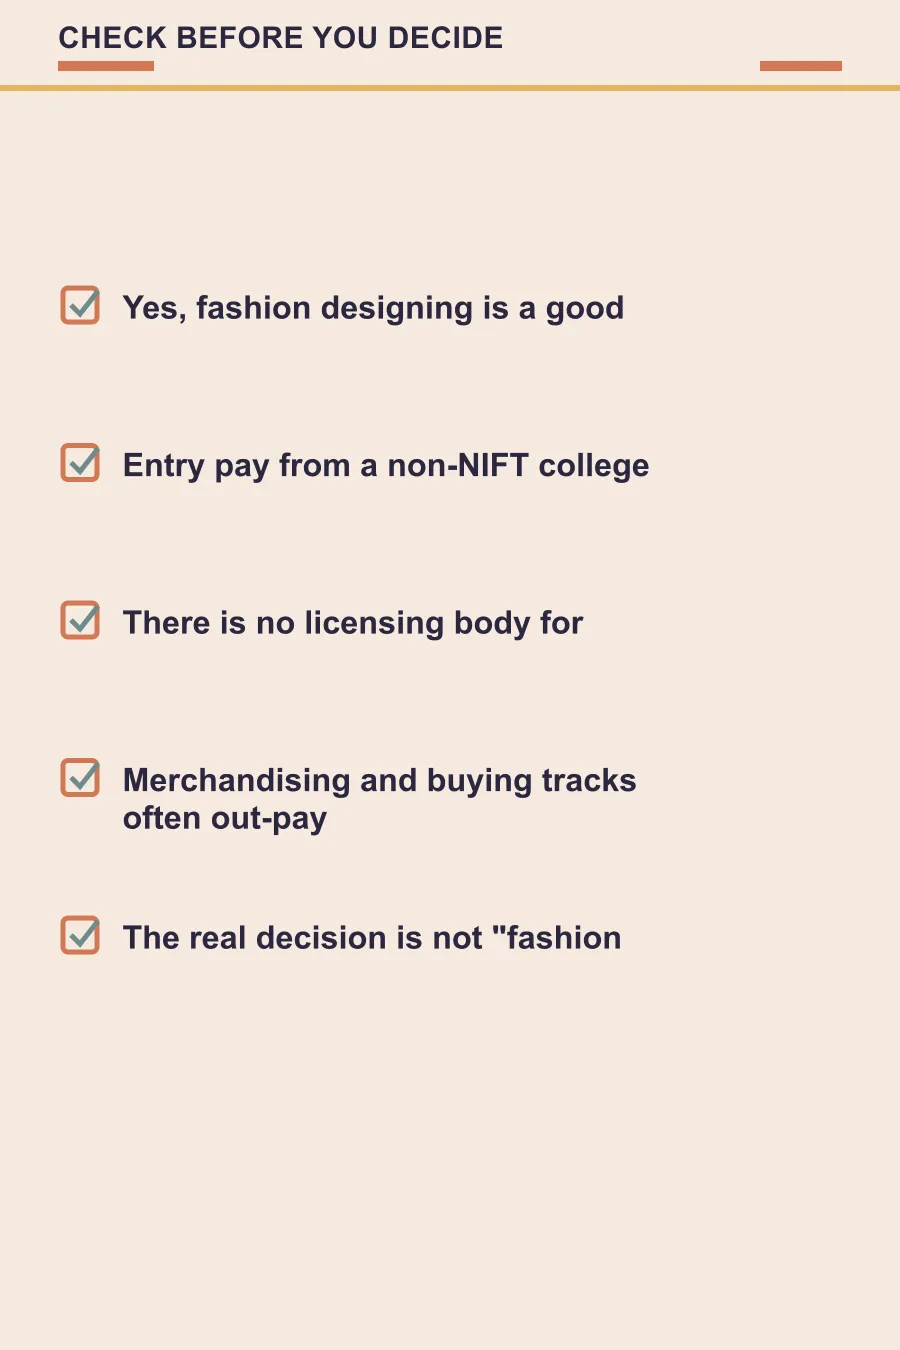 CHECK BEFORE YOU DECIDE
Yes, fashion designing is a good
Entry pay from a non-NIFT college
There is no licensing body for
Merchandising and buying tracks
often out-pay
The real decision is not "fashion